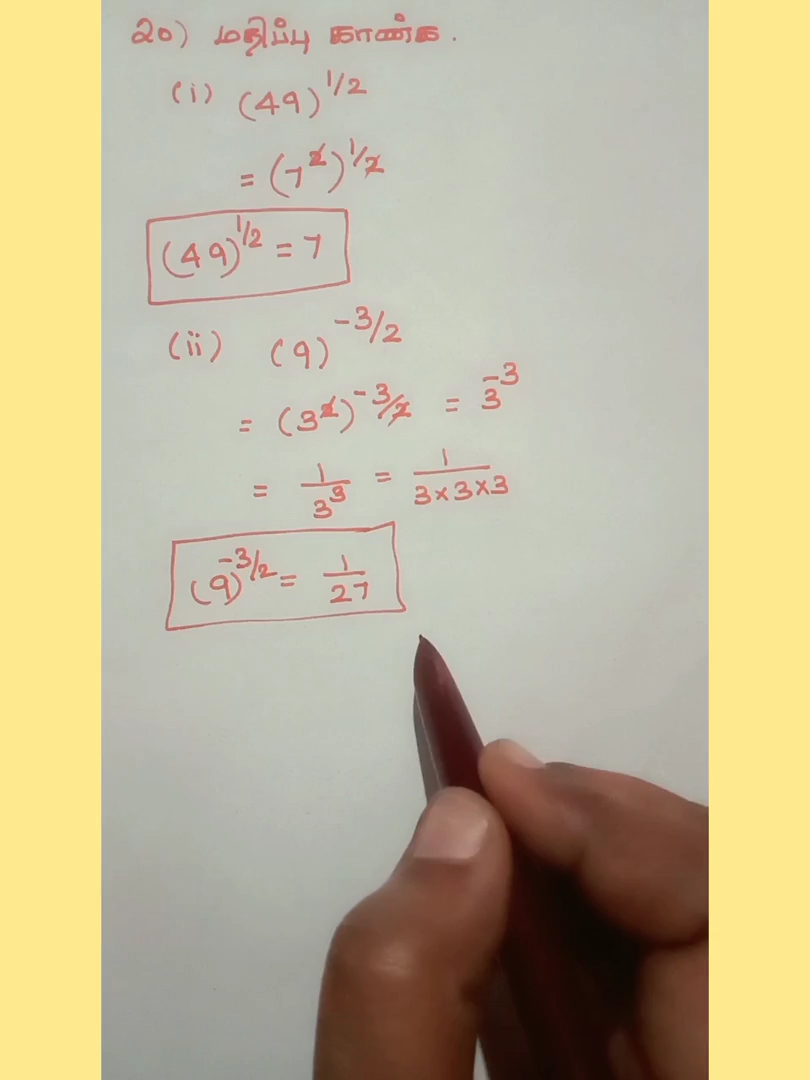 20) மதிப்பு காண்க.
(i) (49)^1/2
= (7^2)^1/2
(49)^1/2 = 7
(ii) (9)^-3/2
= (3^2)^-3/2 = 3^-3
= 1/3^3 = 1/3×3×3
(9)^-3/2 = 1/27